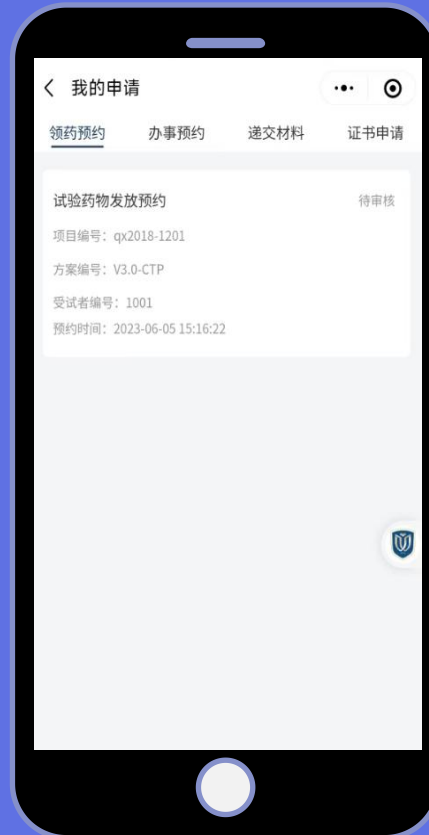 我的申请
领药预约 办事预约 递交材料 证书申请
试验药物发放预约 待审核
项目编号：qx2018-1201
方案编号：V3.0-CTP
受试者编号：1001
预约时间：2023-06-05 15:16:22